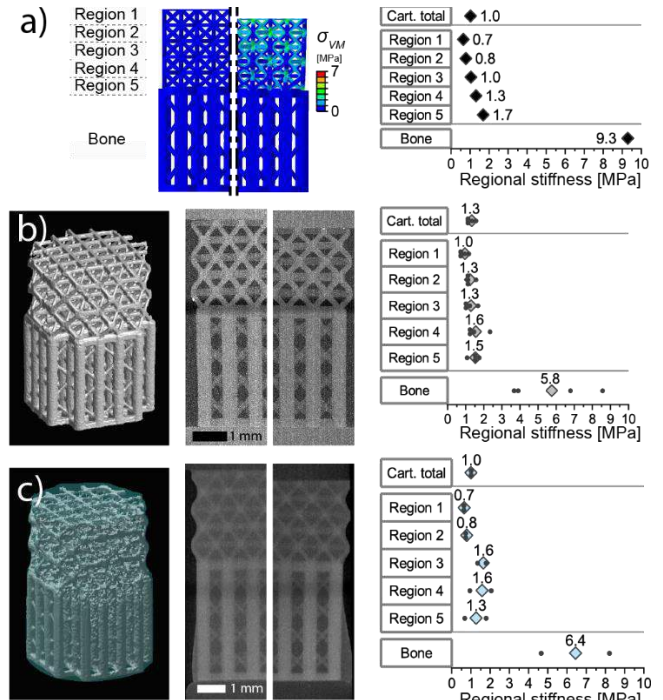 a)
Region 1
Region 2
Region 3
Region 4
Region 5
Bone
σVM
[MPa]
7
0
Cart. total
1.0
Region 1
0.7
Region 2
0.8
Region 3
1.0
Region 4
1.3
Region 5
1.7
Bone
9.3
0 1 2 3 4 5 6 7 8 9 10
Regional stiffness [MPa]
b)
1 mm
Cart. total
1.3
Region 1
1.0
Region 2
1.3
Region 3
1.3
Region 4
1.6
Region 5
1.5
Bone
5.8
0 1 2 3 4 5 6 7 8 9 10
Regional stiffness [MPa]
c)
1 mm
Cart. total
1.0
Region 1
0.7
Region 2
0.8
Region 3
1.6
Region 4
1.6
Region 5
1.3
Bone
6.4
0 1 2 3 4 5 6 7 8 9 10
Regional stiffness [MPa]